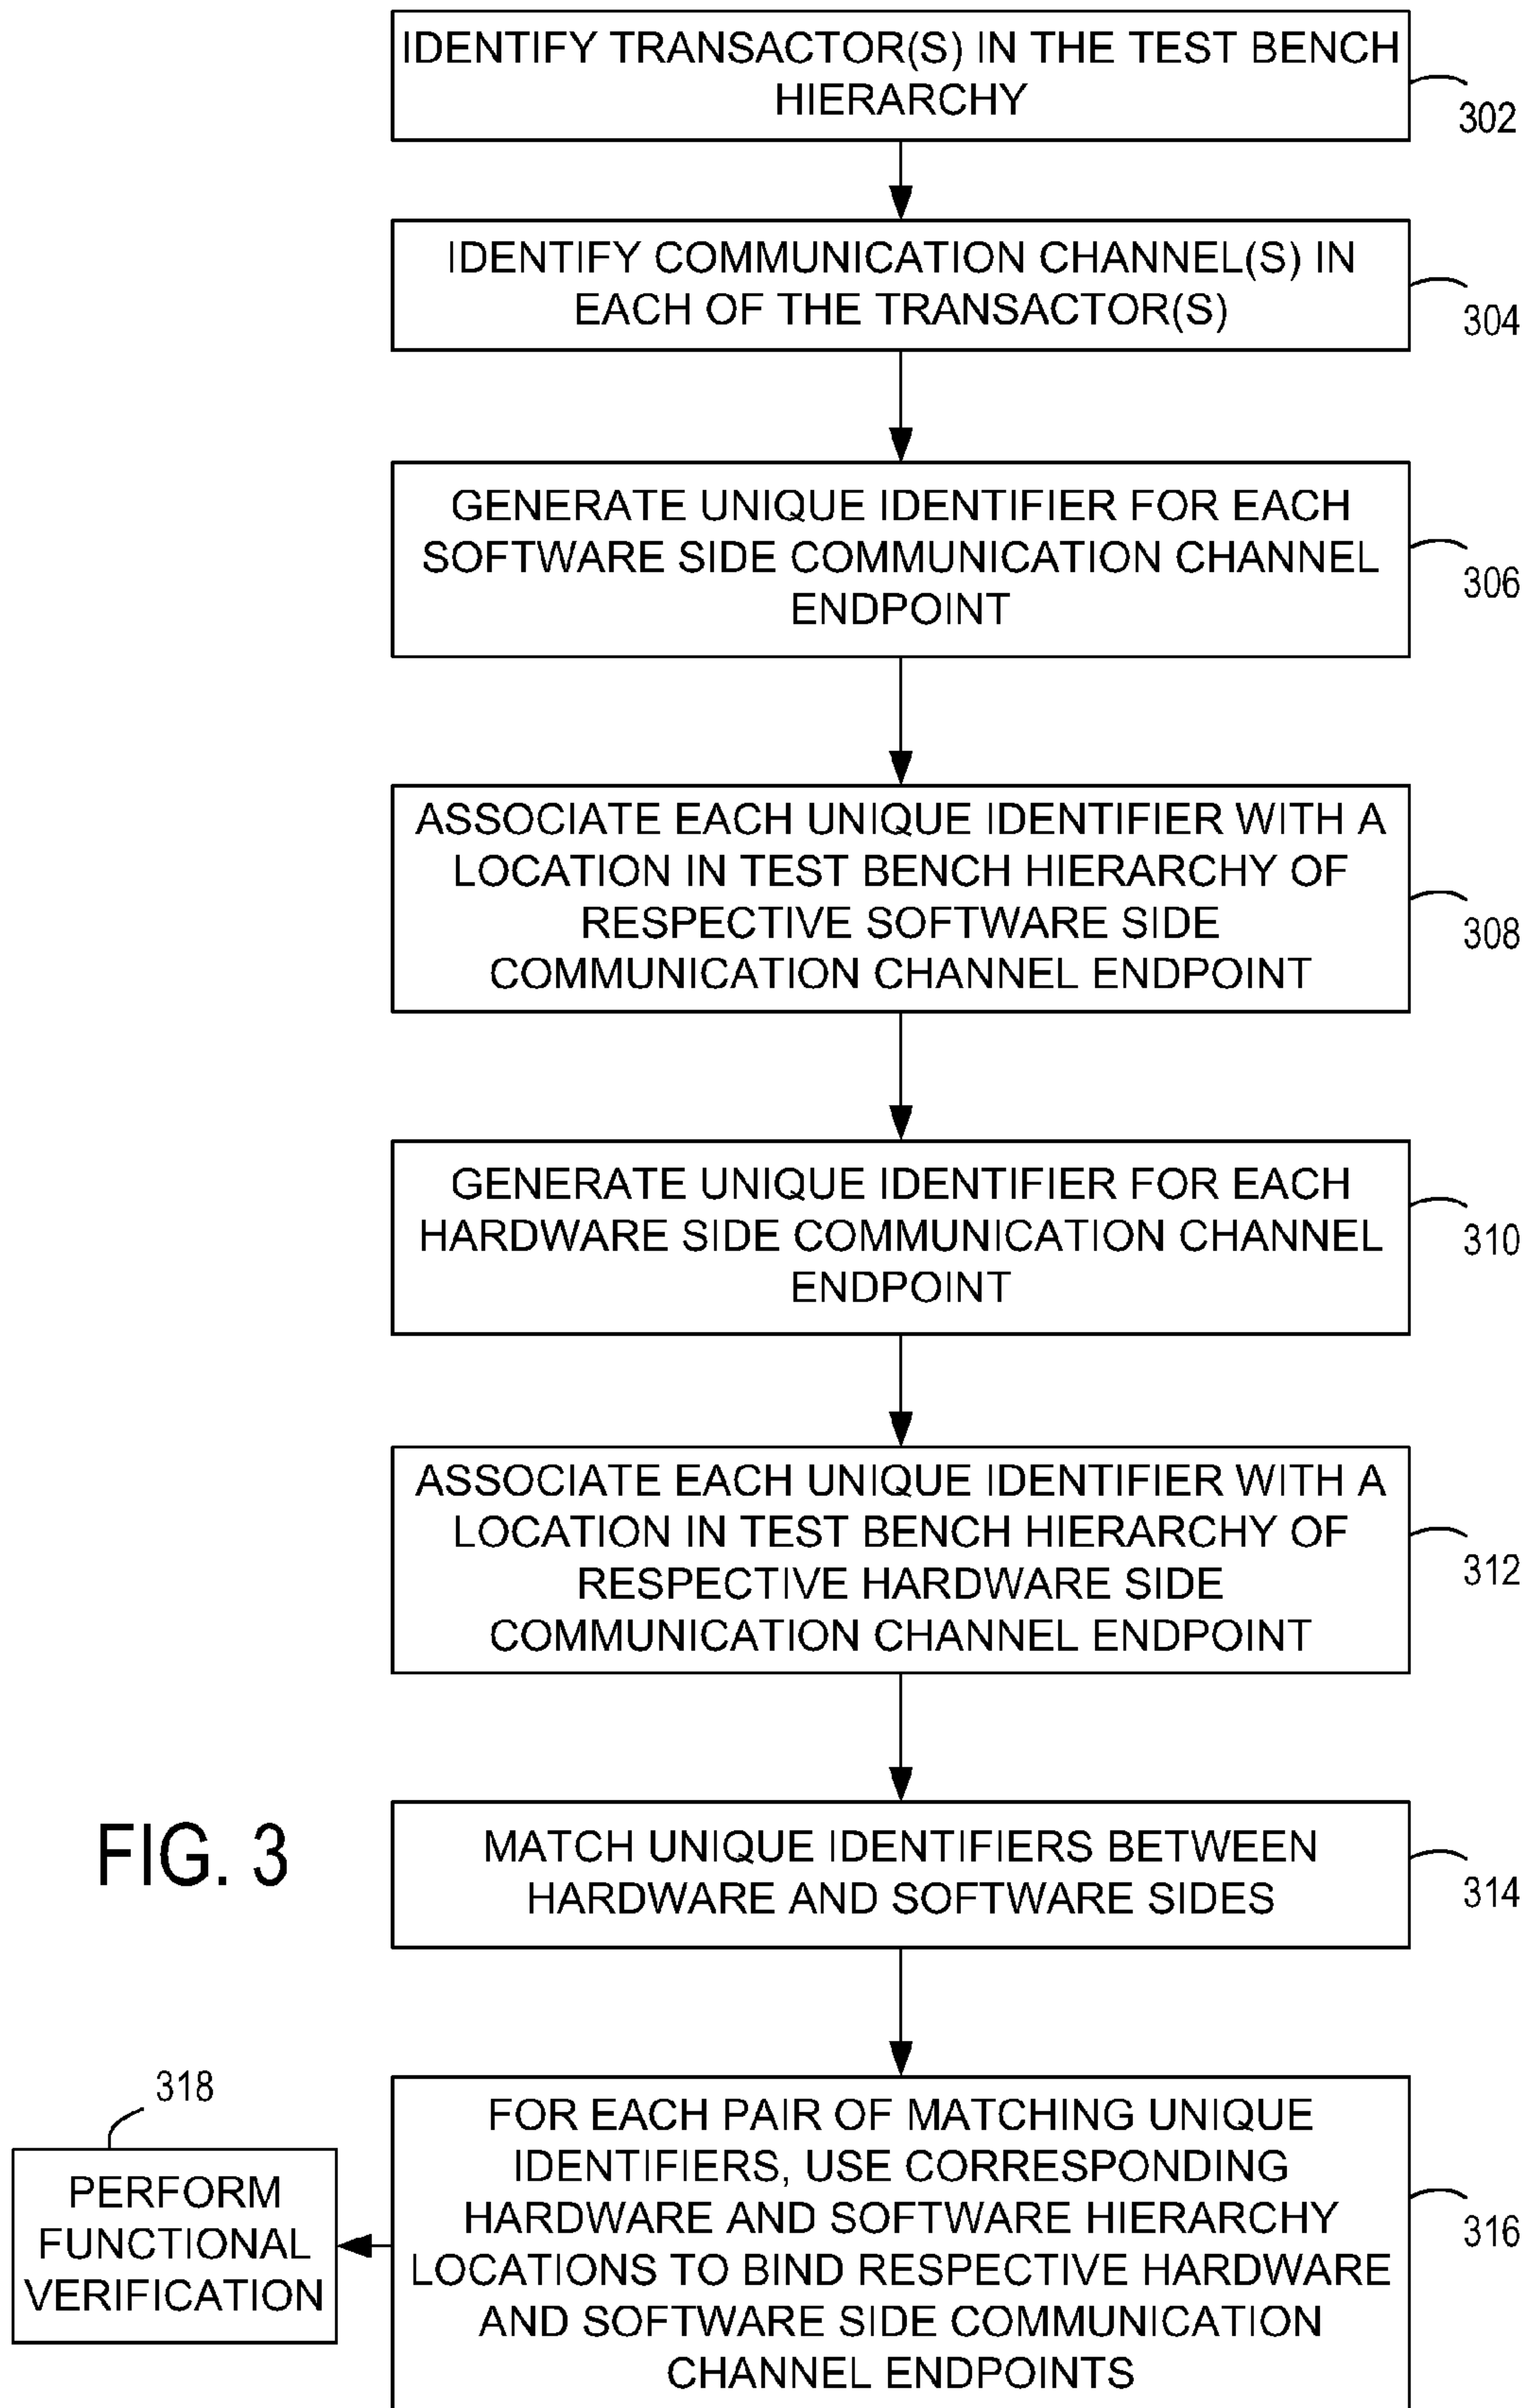 IDENTIFY TRANSACTOR(S) IN THE TEST BENCH
HIERARCHY
302
IDENTIFY COMMUNICATION CHANNEL(S) IN
EACH OF THE TRANSACTOR(S)
304
GENERATE UNIQUE IDENTIFIER FOR EACH
SOFTWARE SIDE COMMUNICATION CHANNEL
ENDPOINT
306
ASSOCIATE EACH UNIQUE IDENTIFIER WITH A
LOCATION IN TEST BENCH HIERARCHY OF
RESPECTIVE SOFTWARE SIDE
COMMUNICATION CHANNEL ENDPOINT
308
GENERATE UNIQUE IDENTIFIER FOR EACH
HARDWARE SIDE COMMUNICATION CHANNEL
ENDPOINT
310
ASSOCIATE EACH UNIQUE IDENTIFIER WITH A
LOCATION IN TEST BENCH HIERARCHY OF
RESPECTIVE HARDWARE SIDE
COMMUNICATION CHANNEL ENDPOINT
312
FIG. 3
MATCH UNIQUE IDENTIFIERS BETWEEN
HARDWARE AND SOFTWARE SIDES
314
FOR EACH PAIR OF MATCHING UNIQUE
IDENTIFIERS, USE CORRESPONDING
HARDWARE AND SOFTWARE HIERARCHY
LOCATIONS TO BIND RESPECTIVE HARDWARE
AND SOFTWARE SIDE COMMUNICATION
CHANNEL ENDPOINTS
316
318
PERFORM
FUNCTIONAL
VERIFICATION